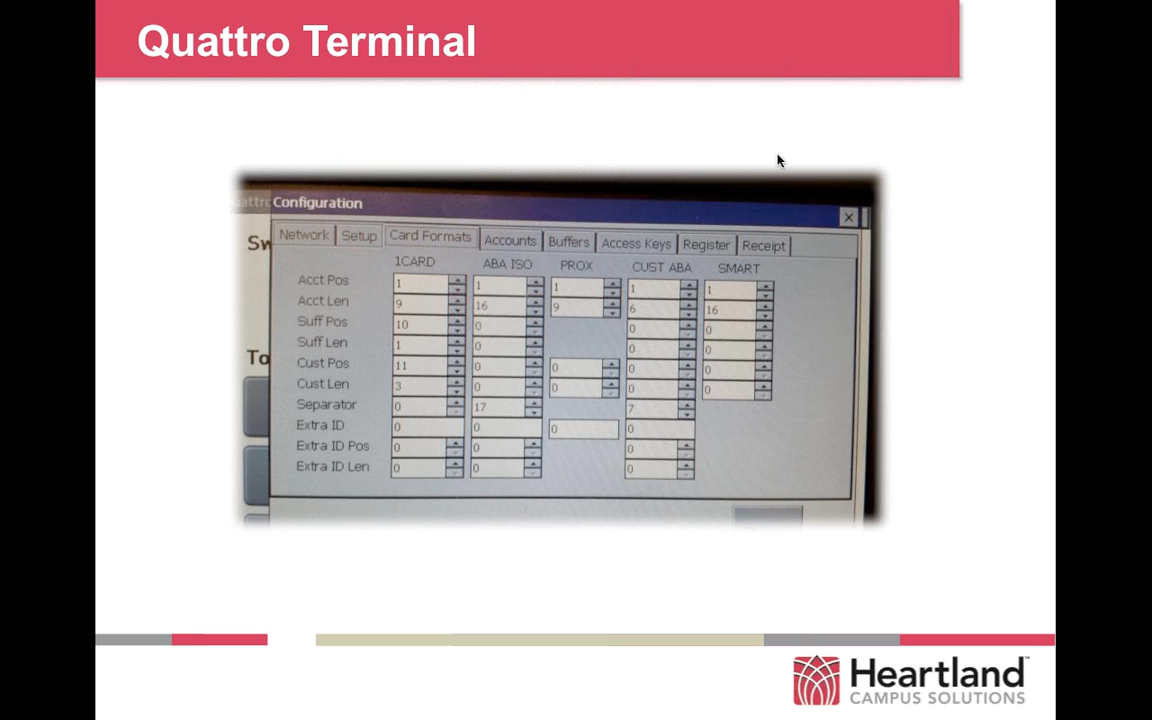 Quattro Terminal
Configuration
Network Setup Card Formats Accounts Buffers Access Keys Register Receipt
1CARD ABA ISO PROX CUST ABA SMART
Acct Pos 1 1 1 1 1
Acct Len 9 16 9 6 16
Suff Pos 10 0 0 0
Suff Len 1 0 0 0
Cust Pos 11 0 0 0 0
Cust Len 3 0 0 0 0
Separator 0 17 7
Extra ID 0 0 0 0
Extra ID Pos 0 0 0
Extra ID Len 0 0 0
Heartland
CAMPUS SOLUTIONS